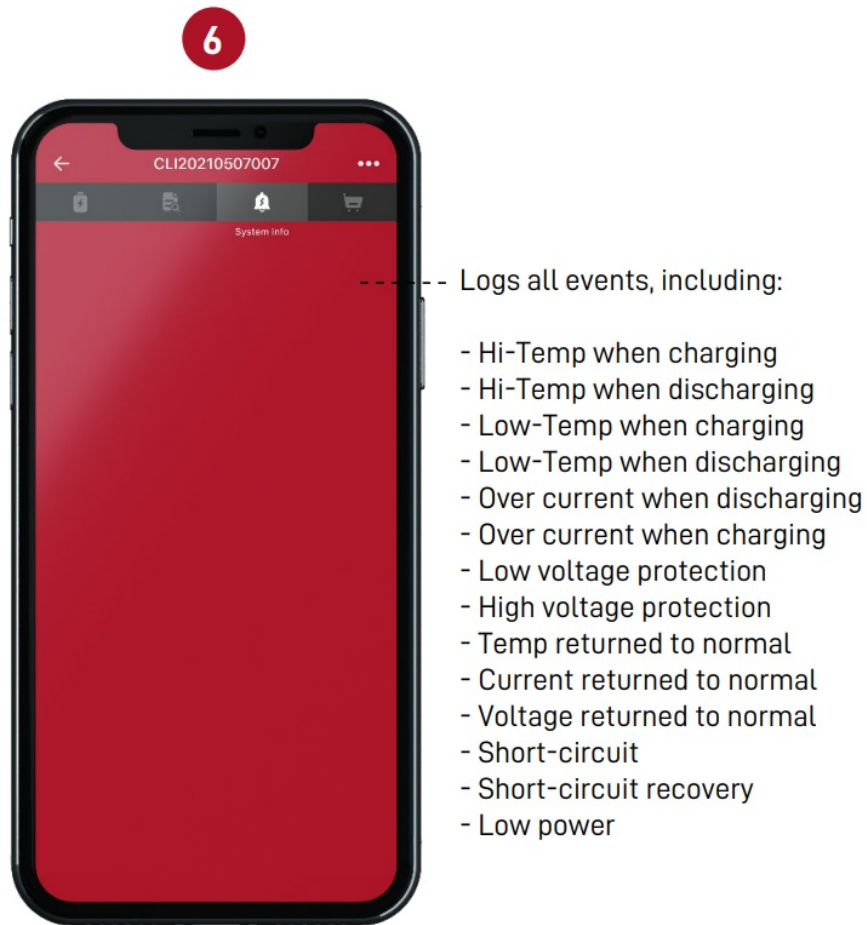 6
CLI20210507007
System info
Logs all events, including:
- Hi-Temp when charging
- Hi-Temp when discharging
- Low-Temp when charging
- Low-Temp when discharging
- Over current when discharging
- Over current when charging
- Low voltage protection
- High voltage protection
- Temp returned to normal
- Current returned to normal
- Voltage returned to normal
- Short-circuit
- Short-circuit recovery
- Low power